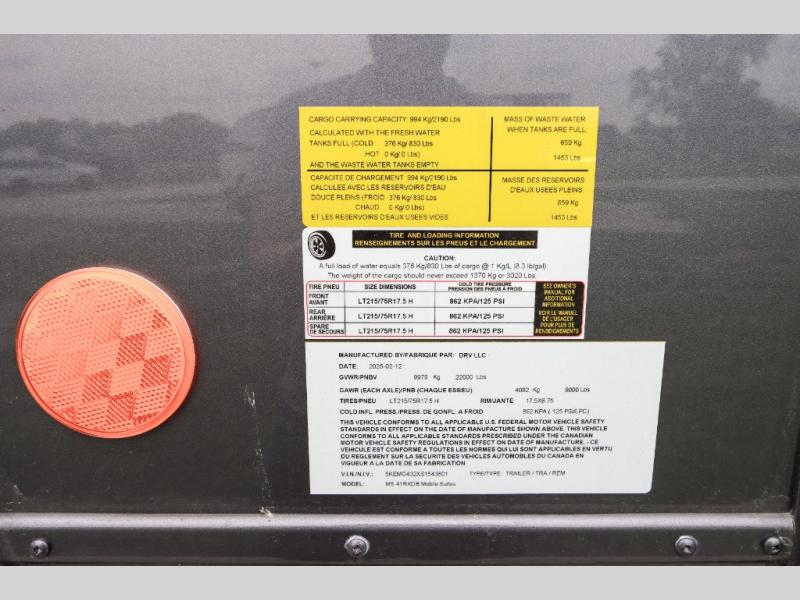 CARGO CARRYING CAPACITY: 994 Kg/2190 Lbs
CALCULATED WITH THE FRESH WATER
TANKS FULL (COLD 376 Kg/ 830 Lbs
HOT 0 Kg/ 0 Lbs)
AND THE WASTE WATER TANKS EMPTY
MASS OF WASTE WATER
WHEN TANKS ARE FULL:
659 Kg
1453 Lbs
CAPACITE DE CHARGEMENT 994 Kg/2190 Lbs
CALCULEE AVEC LES RESERVOIRS D'EAU
DOUCE PLEINS (FROID 376 Kg/ 830 Lbs
CHAUD 0 Kg/ 0 Lbs)
ET LES RESERVOIRS D'EAUX USEES VIDES
MASSE DES RESERVOIRS
D'EAUX USEES PLEINS:
659 Kg
1453 Lbs
TIRE AND LOADING INFORMATION
RENSEIGNEMENTS SUR LES PNEUS ET LE CHARGEMENT
CAUTION:
A full load of water equals 376 Kg/830 Lbs of cargo @ 1 Kg/L (8.3 lb/gal)
The weight of the cargo should never exceed 1370 Kg or 3020 Lbs.
TIRE PNEU SIZE DIMENSIONS COLD TIRE PRESSURE
PRESSION DES PNEUS A FROID
FRONT
AVANT LT215/75R17.5 H 862 KPA/125 PSI
REAR
ARRIÈRE LT215/75R17.5 H 862 KPA/125 PSI
SPARE
DE SECOURS LT215/75R17.5 H 862 KPA/125 PSI
SEE OWNER'S
MANUAL FOR
ADDITIONAL
INFORMATION
VOIR LE MANUEL
DE L'USAGER
POUR PLUS DE
RENSEIGNEMENTS
MANUFACTURED BY/FABRIQUE PAR: DRV LLC
DATE: 2025-02-12
GVWR/PNBV 9979 Kg 22000 Lbs
GAWR (EACH AXLE)/PNB (CHAQUE ESSIEU) 4082 Kg 9000 Lbs
TIRES/PNEU LT215/75R17.5 H RIM/JANTE 17.5X6.75
COLD INFL. PRESS./PRESS. DE GONFL. A FROID 862 KPA ( 125 PSI/LPC)
THIS VEHICLE CONFORMS TO ALL APPLICABLE U.S. FEDERAL MOTOR VEHICLE SAFETY
STANDARDS IN EFFECT ON THE DATE OF MANUFACTURE SHOWN ABOVE. THIS VEHICLE
CONFORMS TO ALL APPLICABLE STANDARDS PRESCRIBED UNDER THE CANADIAN
MOTOR VEHICLE SAFETY REGULATIONS IN EFFECT ON DATE OF MANUFACTURE. - CE
VEHICULE EST CONFORME A TOUTES LES NORMES QUI LUI SONT APPLICABLES EN VERTU
DU REGLEMENT SUR LA SECURITE DES VEHICLES AUTOMOBILES DU CANADA EN
VIGUEUR A LA DATE DE SA FABRICATION
V.I.N./N.I.V.: 5KEMG432XS1543801 TYPE/TYPE: TRAILER / TRA / REM
MODEL: MS 41RKDB Mobile Suites